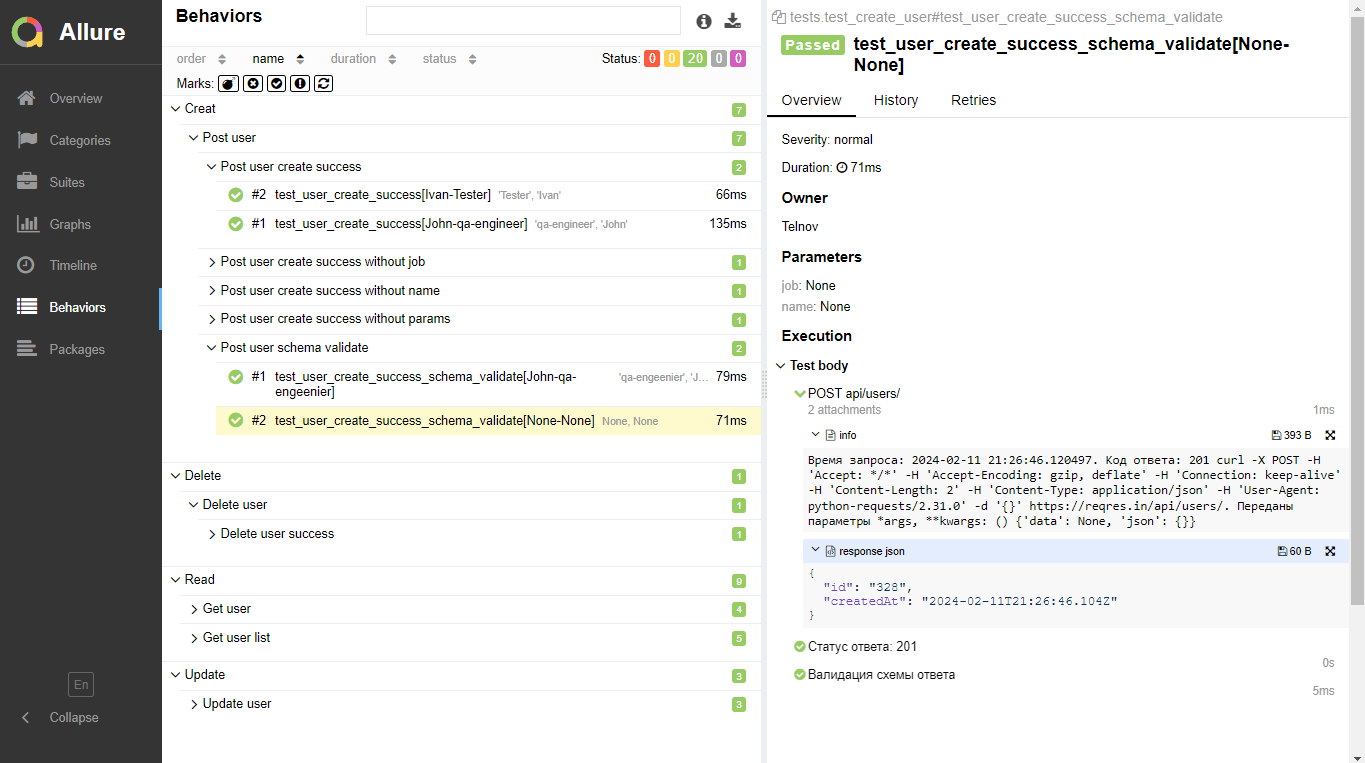 Allure
Overview
Categories
Suites
Graphs
Timeline
Behaviors
Packages
En
Collapse
Behaviors
order name duration status Status: 0 0 20 0 0
Marks:
Creat 7
Post user 7
Post user create success 2
#2 test_user_create_success[Ivan-Tester] 'Tester', 'Ivan' 66ms
#1 test_user_create_success[John-qa-engineer] 'qa-engineer', 'John' 135ms
Post user create success without job 1
Post user create success without name 1
Post user create success without params 1
Post user schema validate 2
#1 test_user_create_success_schema_validate[John-qa- 'qa-engeenier', 'J... 79ms
engeenier]
#2 test_user_create_success_schema_validate[None-None] None, None 71ms
Delete 1
Delete user 1
Delete user success 1
Read 9
Get user 4
Get user list 5
Update 3
Update user 3
tests.test_create_user#test_user_create_success_schema_validate
Passed test_user_create_success_schema_validate[None-
None]
Overview History Retries
Severity: normal
Duration: 71ms
Owner
Telnov
Parameters
job: None
name: None
Execution
Test body
POST api/users/
2 attachments 1ms
info 393 B
Время запроса: 2024-02-11 21:26:46.120497. Код ответа: 201 curl -X POST -H
'Accept: */*' -H 'Accept-Encoding: gzip, deflate' -H 'Connection: keep-alive'
-H 'Content-Length: 2' -H 'Content-Type: application/json' -H 'User-Agent:
python-requests/2.31.0' -d '{}' https://reqres.in/api/users/. Переданы
параметры *args, **kwargs: () {'data': None, 'json': {}}
response json 60 B
{
"id": "328",
"createdAt": "2024-02-11T21:26:46.104Z"
}
Статус ответа: 201
0s
Валидация схемы ответа
5ms